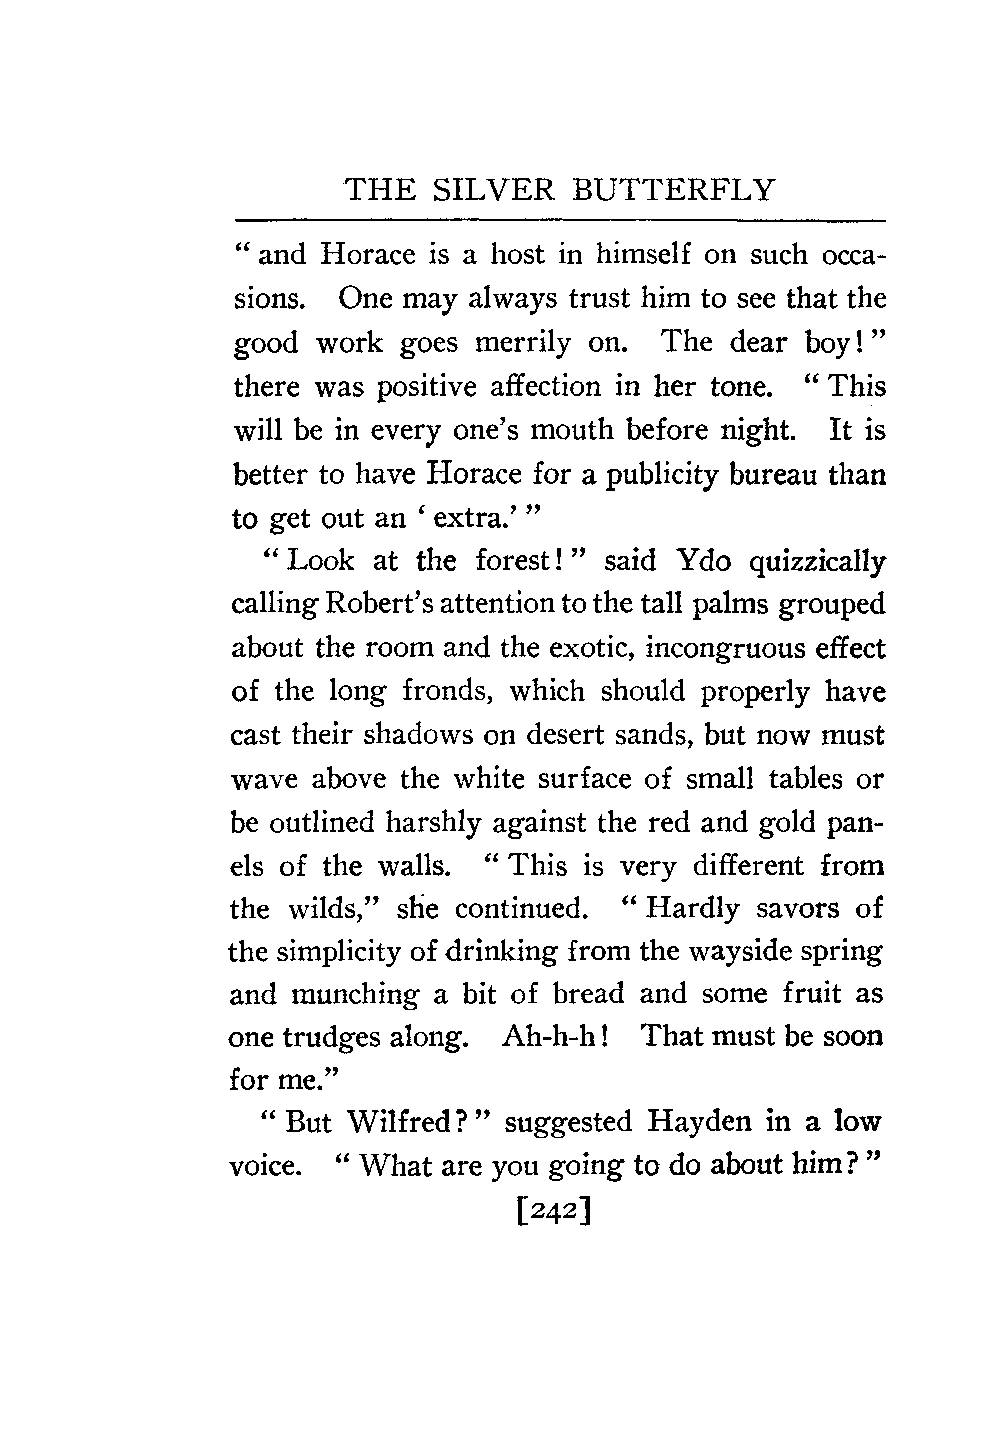 THE SILVER BUTTERFLY
“ and Horace is a host in himself on such occa-
sions. One may always trust him to see that the
good work goes merrily on. The dear boy! ”
there was positive affection in her tone. “ This
will be in every one’s mouth before night. It is
better to have Horace for a publicity bureau than
to get out an ‘ extra.’ ”
“ Look at the forest! ” said Ydo quizzically
calling Robert’s attention to the tall palms grouped
about the room and the exotic, incongruous effect
of the long fronds, which should properly have
cast their shadows on desert sands, but now must
wave above the white surface of small tables or
be outlined harshly against the red and gold pan-
els of the walls. “ This is very different from
the wilds,” she continued. “ Hardly savors of
the simplicity of drinking from the wayside spring
and munching a bit of bread and some fruit as
one trudges along. Ah-h-h! That must be soon
for me.”
“ But Wilfred? ” suggested Hayden in a low
voice. “ What are you going to do about him? ”
[242]